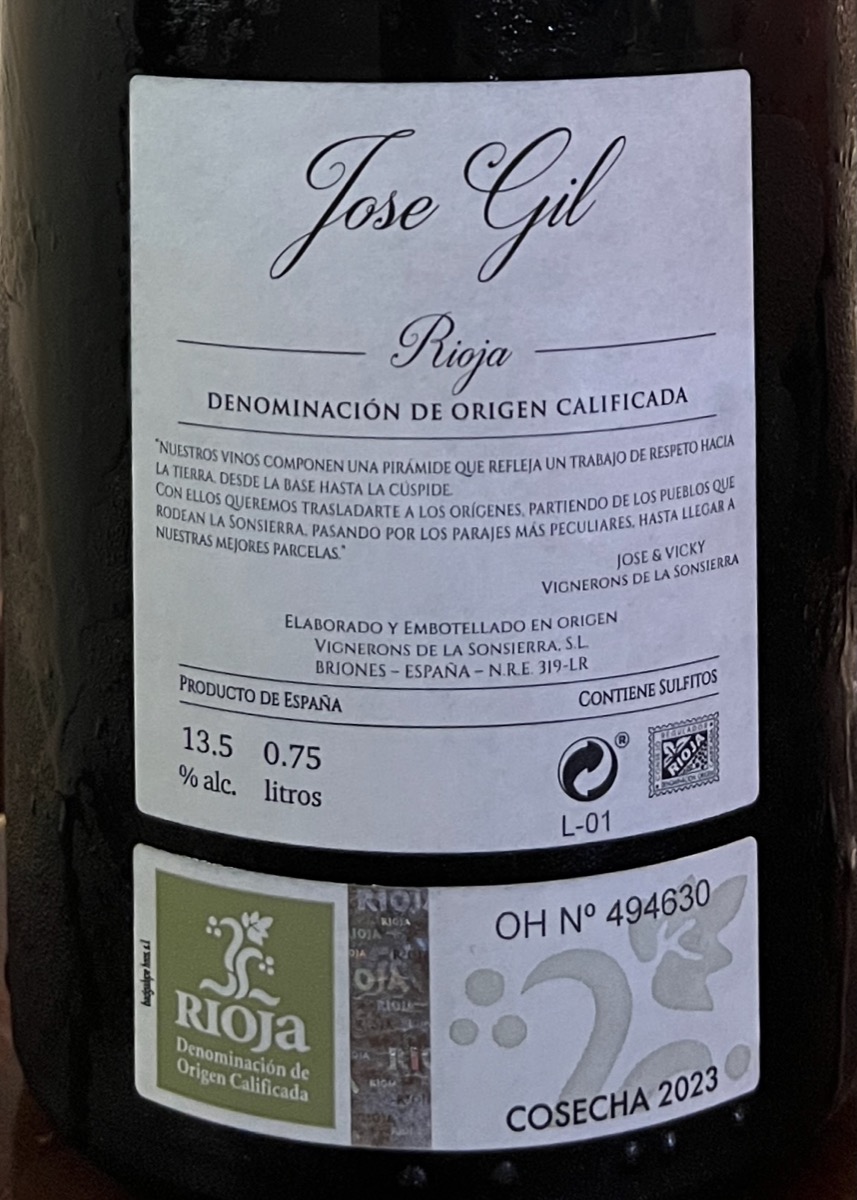 Jose Gil
Rioja
DENOMINACIÓN DE ORIGEN CALIFICADA
"NUESTROS VINOS COMPONEN UNA PIRÁMIDE QUE REFLEJA UN TRABAJO DE RESPETO HACIA
LA TIERRA, DESDE LA BASE HASTA LA CÚSPIDE.
CON ELLOS QUEREMOS TRASLADARTE A LOS ORÍGENES, PARTIENDO DE LOS PUEBLOS QUE
RODEAN LA SONSIERRA, PASANDO POR LOS PARAJES MÁS PECULIARES, HASTA LLEGAR A
NUESTRAS MEJORES PARCELAS."
JOSE & VICKY
VIGNERONS DE LA SONSIERRA
ELABORADO Y EMBOTELLADO EN ORIGEN
VIGNERONS DE LA SONSIERRA, S.L.
BRIONES – ESPAÑA – N.R.E. 319-LR
PRODUCTO DE ESPAÑA CONTIENE SULFITOS
13.5 0.75
% alc. litros
®
RIOJA
L-01
OH Nº 494630
RIOJA
Denominación de
Origen Calificada
RIOJA
COSECHA 2023